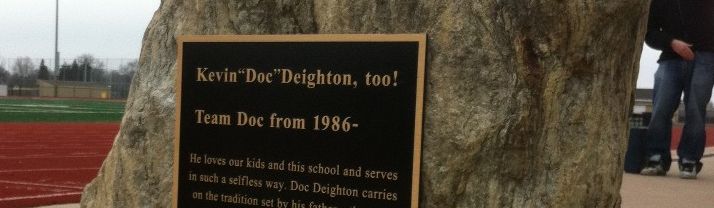 Kevin"Doc"Deighton, too!
Team Doc from 1986-
He loves our kids and this school and serves
in such a selfless way. Doc Deighton carries
on the tradition set by his father